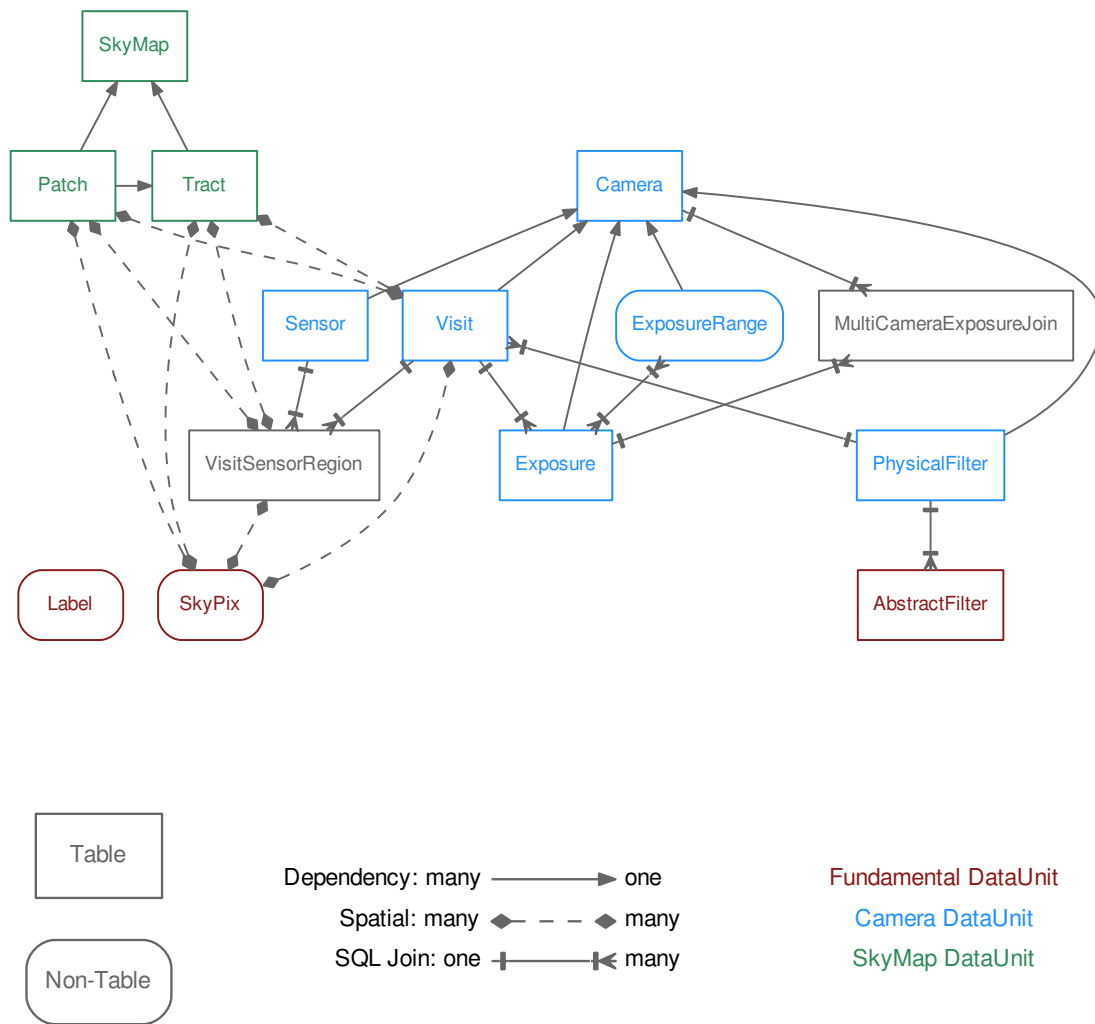 SkyMap
Patch
Tract
Camera
Sensor
Visit
ExposureRange
MultiCameraExposureJoin
VisitSensorRegion
Exposure
PhysicalFilter
Label
SkyPix
AbstractFilter
Table
Non-Table
Dependency: many one
Spatial: many many
SQL Join: one many
Fundamental DataUnit
Camera DataUnit
SkyMap DataUnit